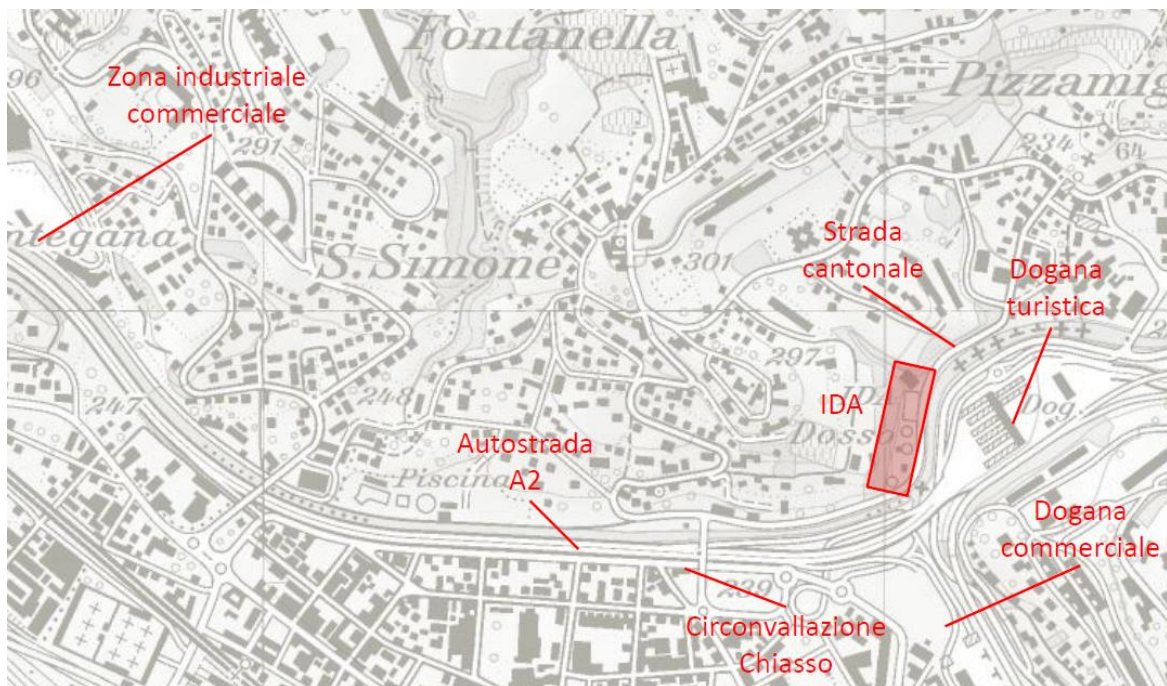 Fontanella
Pizzamig
96
Zona industriale
commerciale
291
234
64
ntegana
S. Simone
301
Strada
cantonale
Dogana
turistica
297
IDA
Dog.
Dosso
247
248
Autostrada
A2
Piscina
Dogana
commerciale
239
Circonvallazione
Chiasso